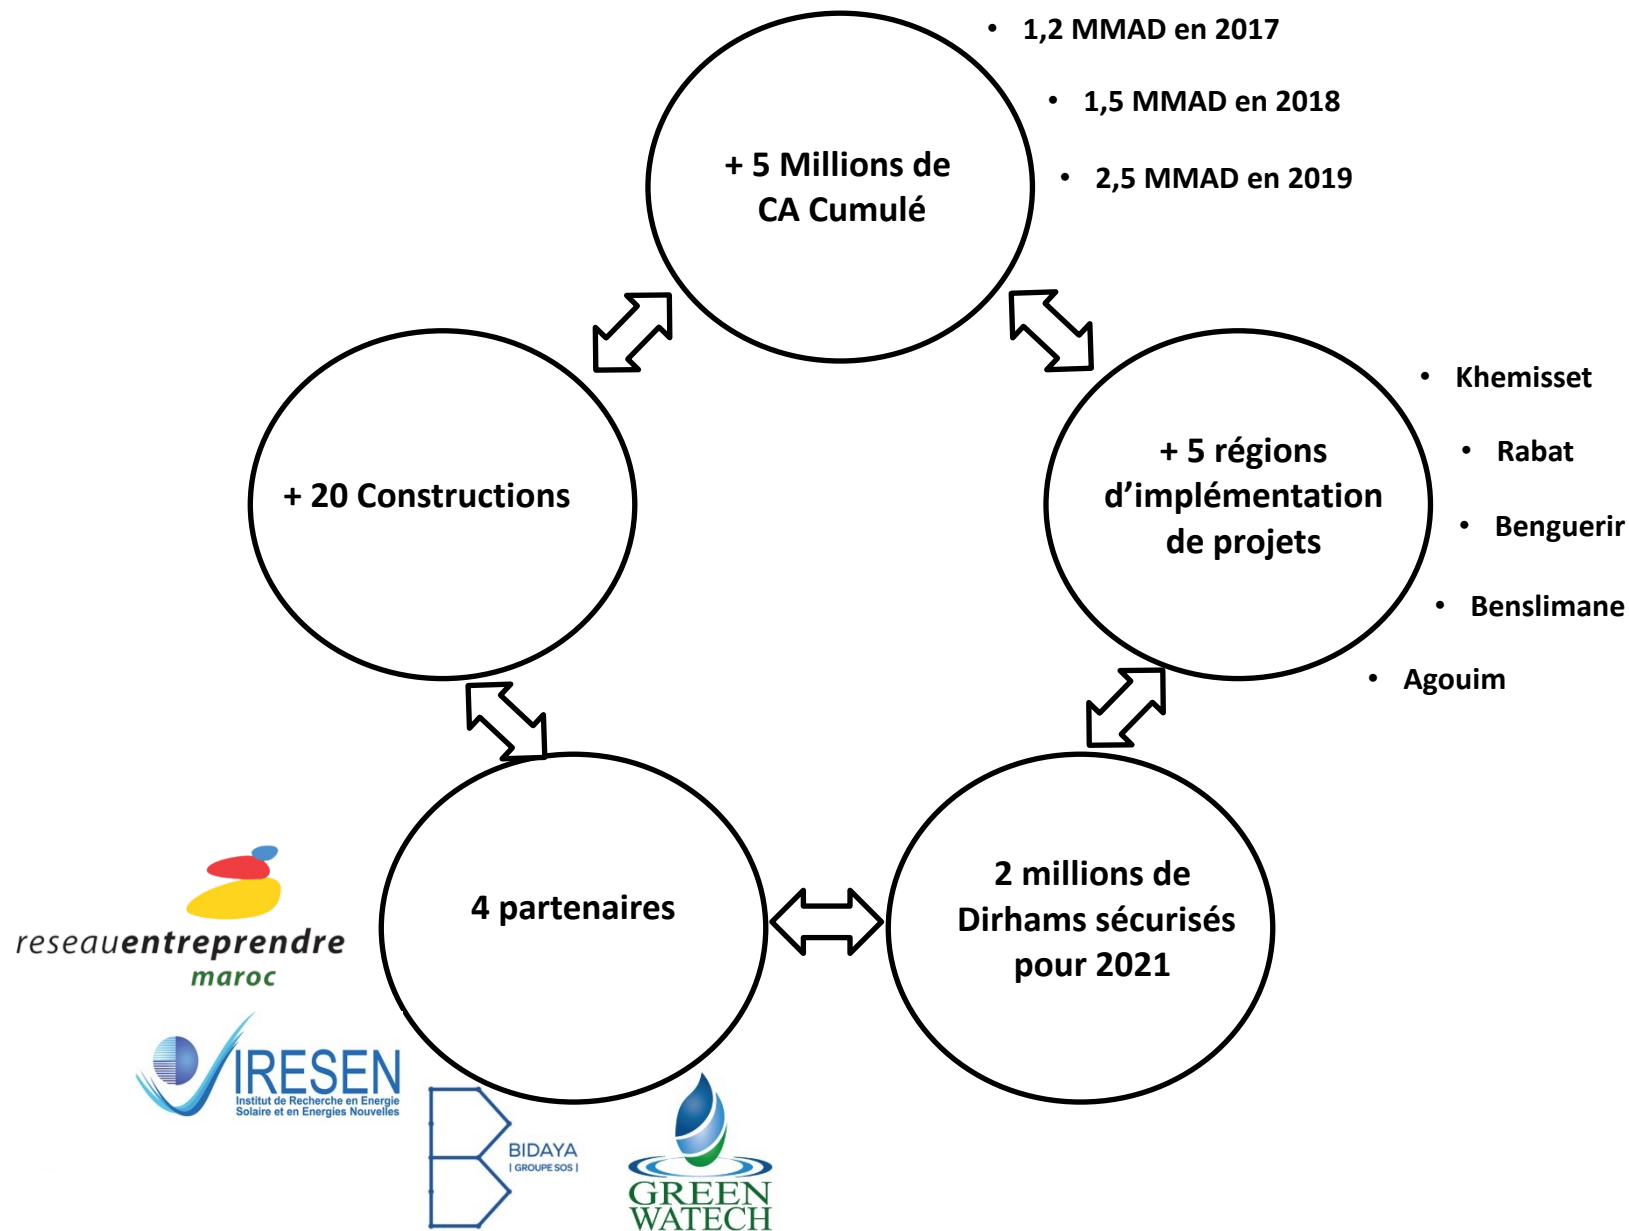 + 5 Millions de
CA Cumulé
• 1,2 MMAD en 2017
• 1,5 MMAD en 2018
• 2,5 MMAD en 2019
+ 20 Constructions
+ 5 régions
d’implémentation
de projets
• Khemisset
• Rabat
• Benguerir
• Benslimane
• Agouim
4 partenaires
2 millions de
Dirhams sécurisés
pour 2021
reseauentreprendre
maroc
IRESEN
Institut de Recherche en Energie
Solaire et en Energies Nouvelles
BIDAYA
| GROUPE SOS |
GREEN
WATECH